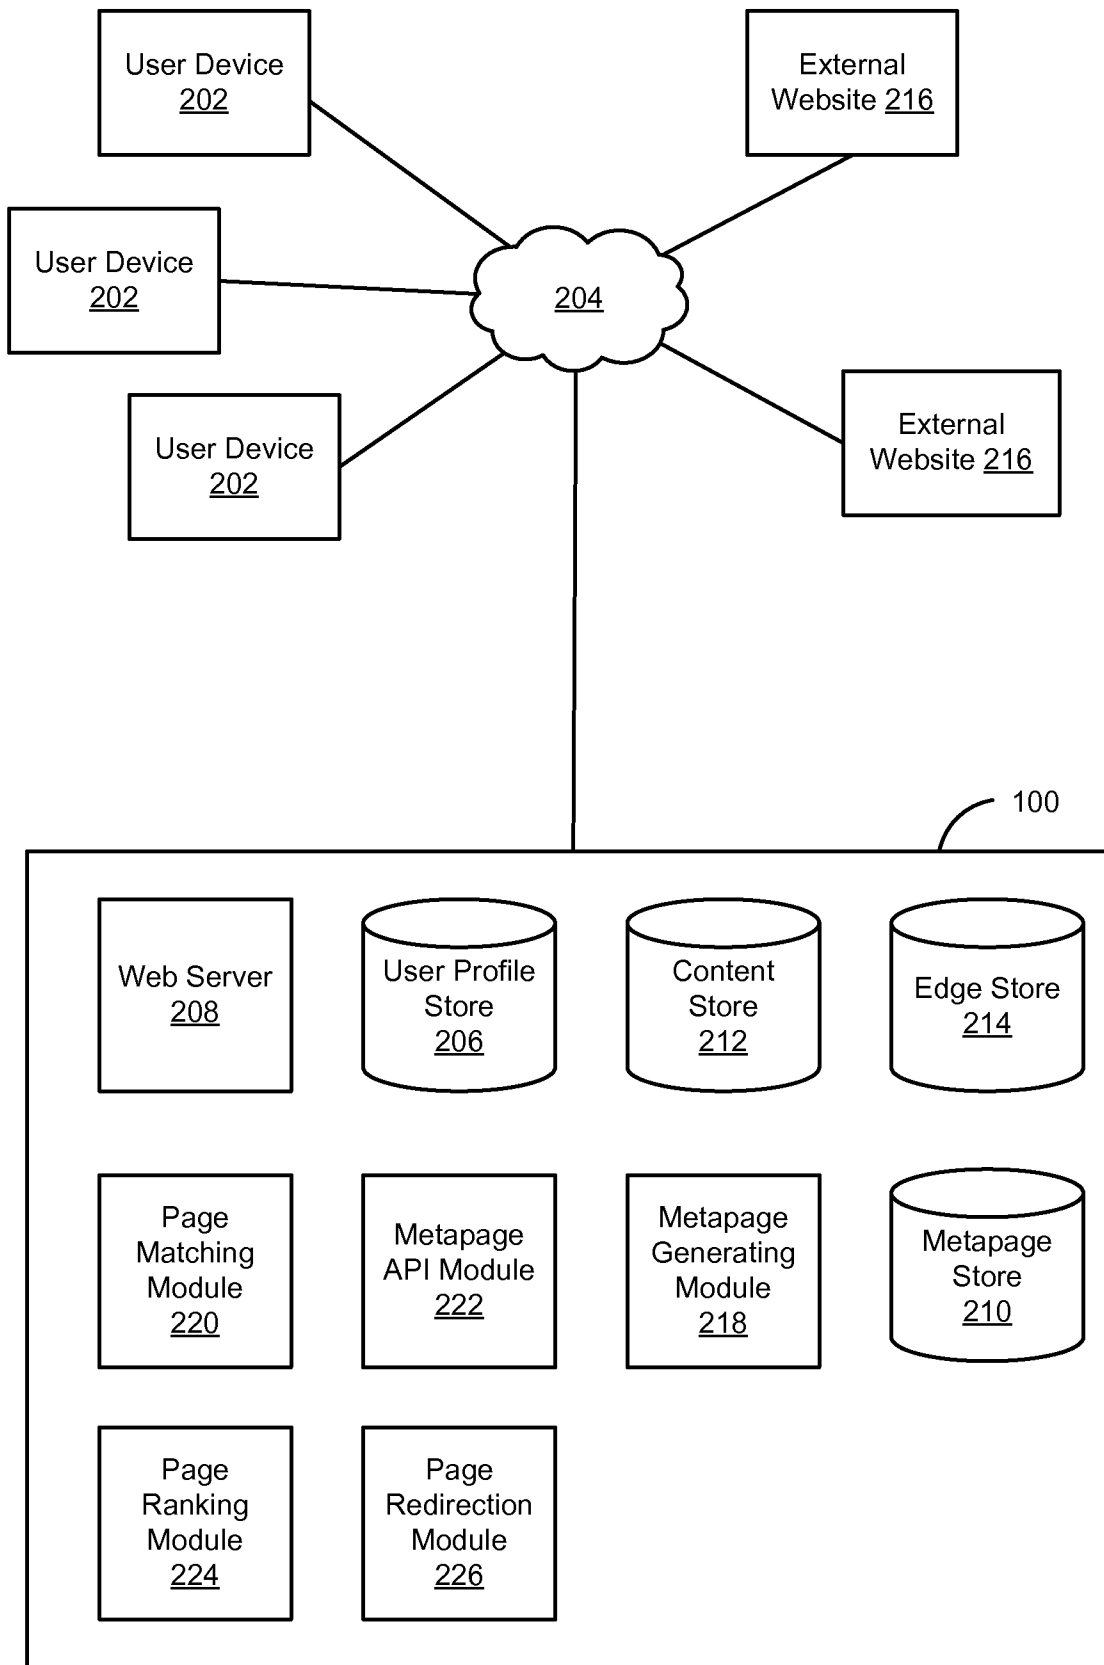 User Device
202
External
Website 216
User Device
202
204
External
Website 216
User Device
202
100
Web Server
208
User Profile
Store
206
Content
Store
212
Edge Store
214
Page
Matching
Module
220
Metapage
API Module
222
Metapage
Generating
Module
218
Metapage
Store
210
Page
Ranking
Module
224
Page
Redirection
Module
226